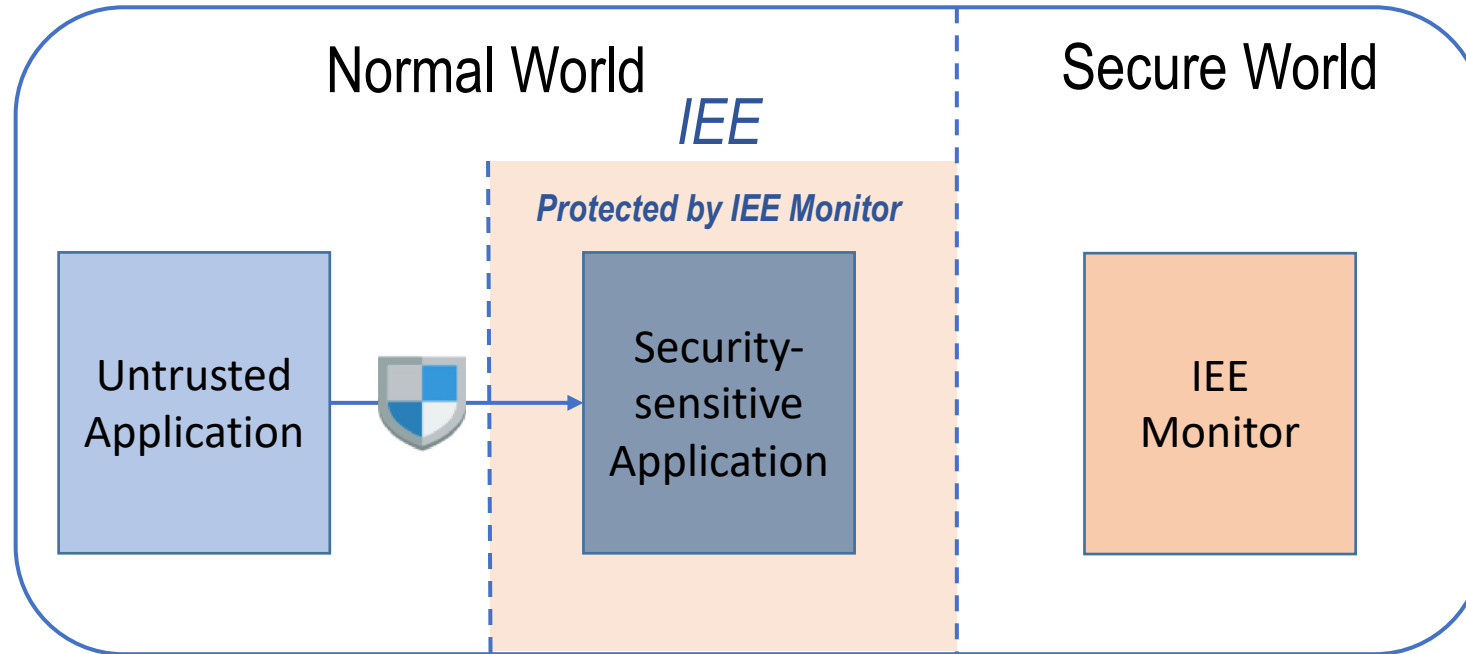 Normal World
Secure World
IEE
Protected by IEE Monitor
Untrusted
Application
Security-
sensitive
Application
IEE
Monitor